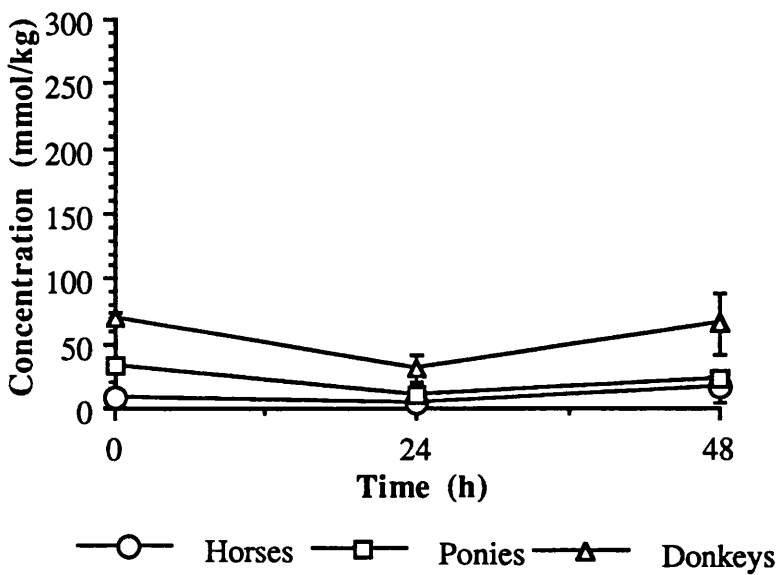 Concentration (mmol/kg)
300
250
200
150
100
50
0
0 24 48
Time (h)
Horses Ponies Donkeys